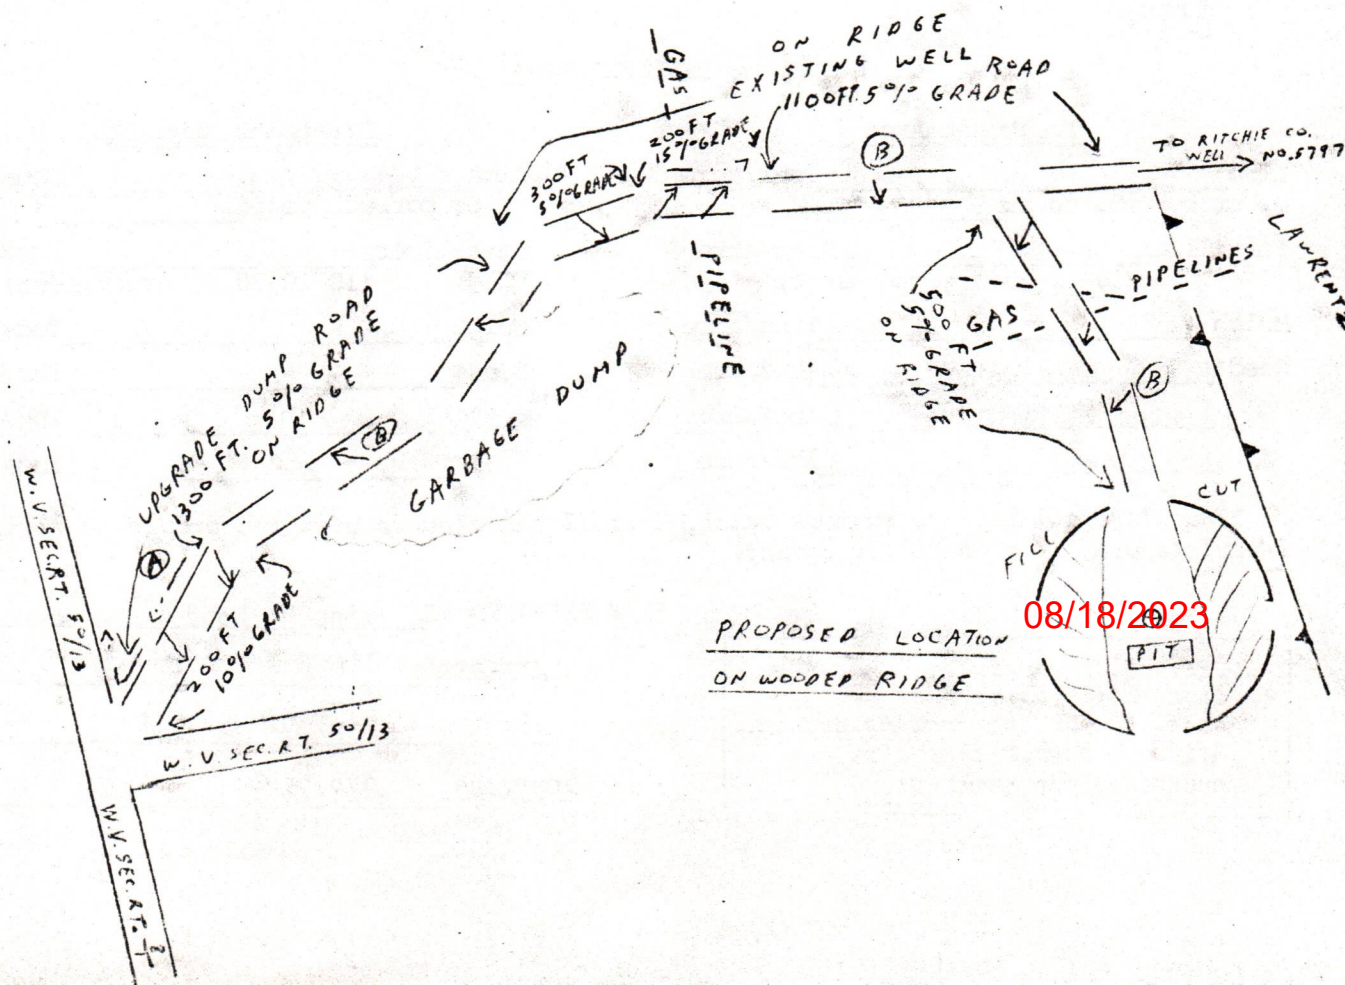 ON RIDGE
EXISTING WELL ROAD
1100 FT. 5% GRADE
GAS
200 FT
15% GRADE
300 FT
5% GRADE
B
TO RITCHIE CO.
WELL NO. 5797
PIPELINE
PIPELINES
GAS
500 FT
5% GRADE
ON RIDGE
B
UPGRADE DUMP ROAD
1300 FT. 5% GRADE
ON RIDGE
GARBAGE DUMP
A
200 FT
10% GRADE
W.V. SEC. RT. 50/13
W.V. SEC. RT. 50/13
W.V. SEC. RT.
FILL
CUT
08/18/2023
PIT
PROPOSED LOCATION
ON WOODED RIDGE